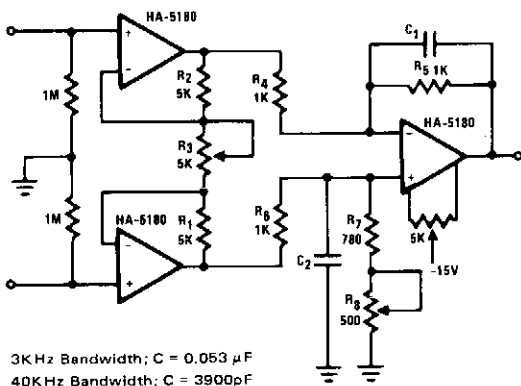 HA-5180
C1
R2
5K
R4
1K
R5 1K
1M
HA-5180
R3
5K
HA-5180
1M
R1
5K
R6
1K
R7
780
5K
C2
-15V
R8
500
3KHz Bandwidth; C = 0.053 μF
40KHz Bandwidth; C = 3900pF